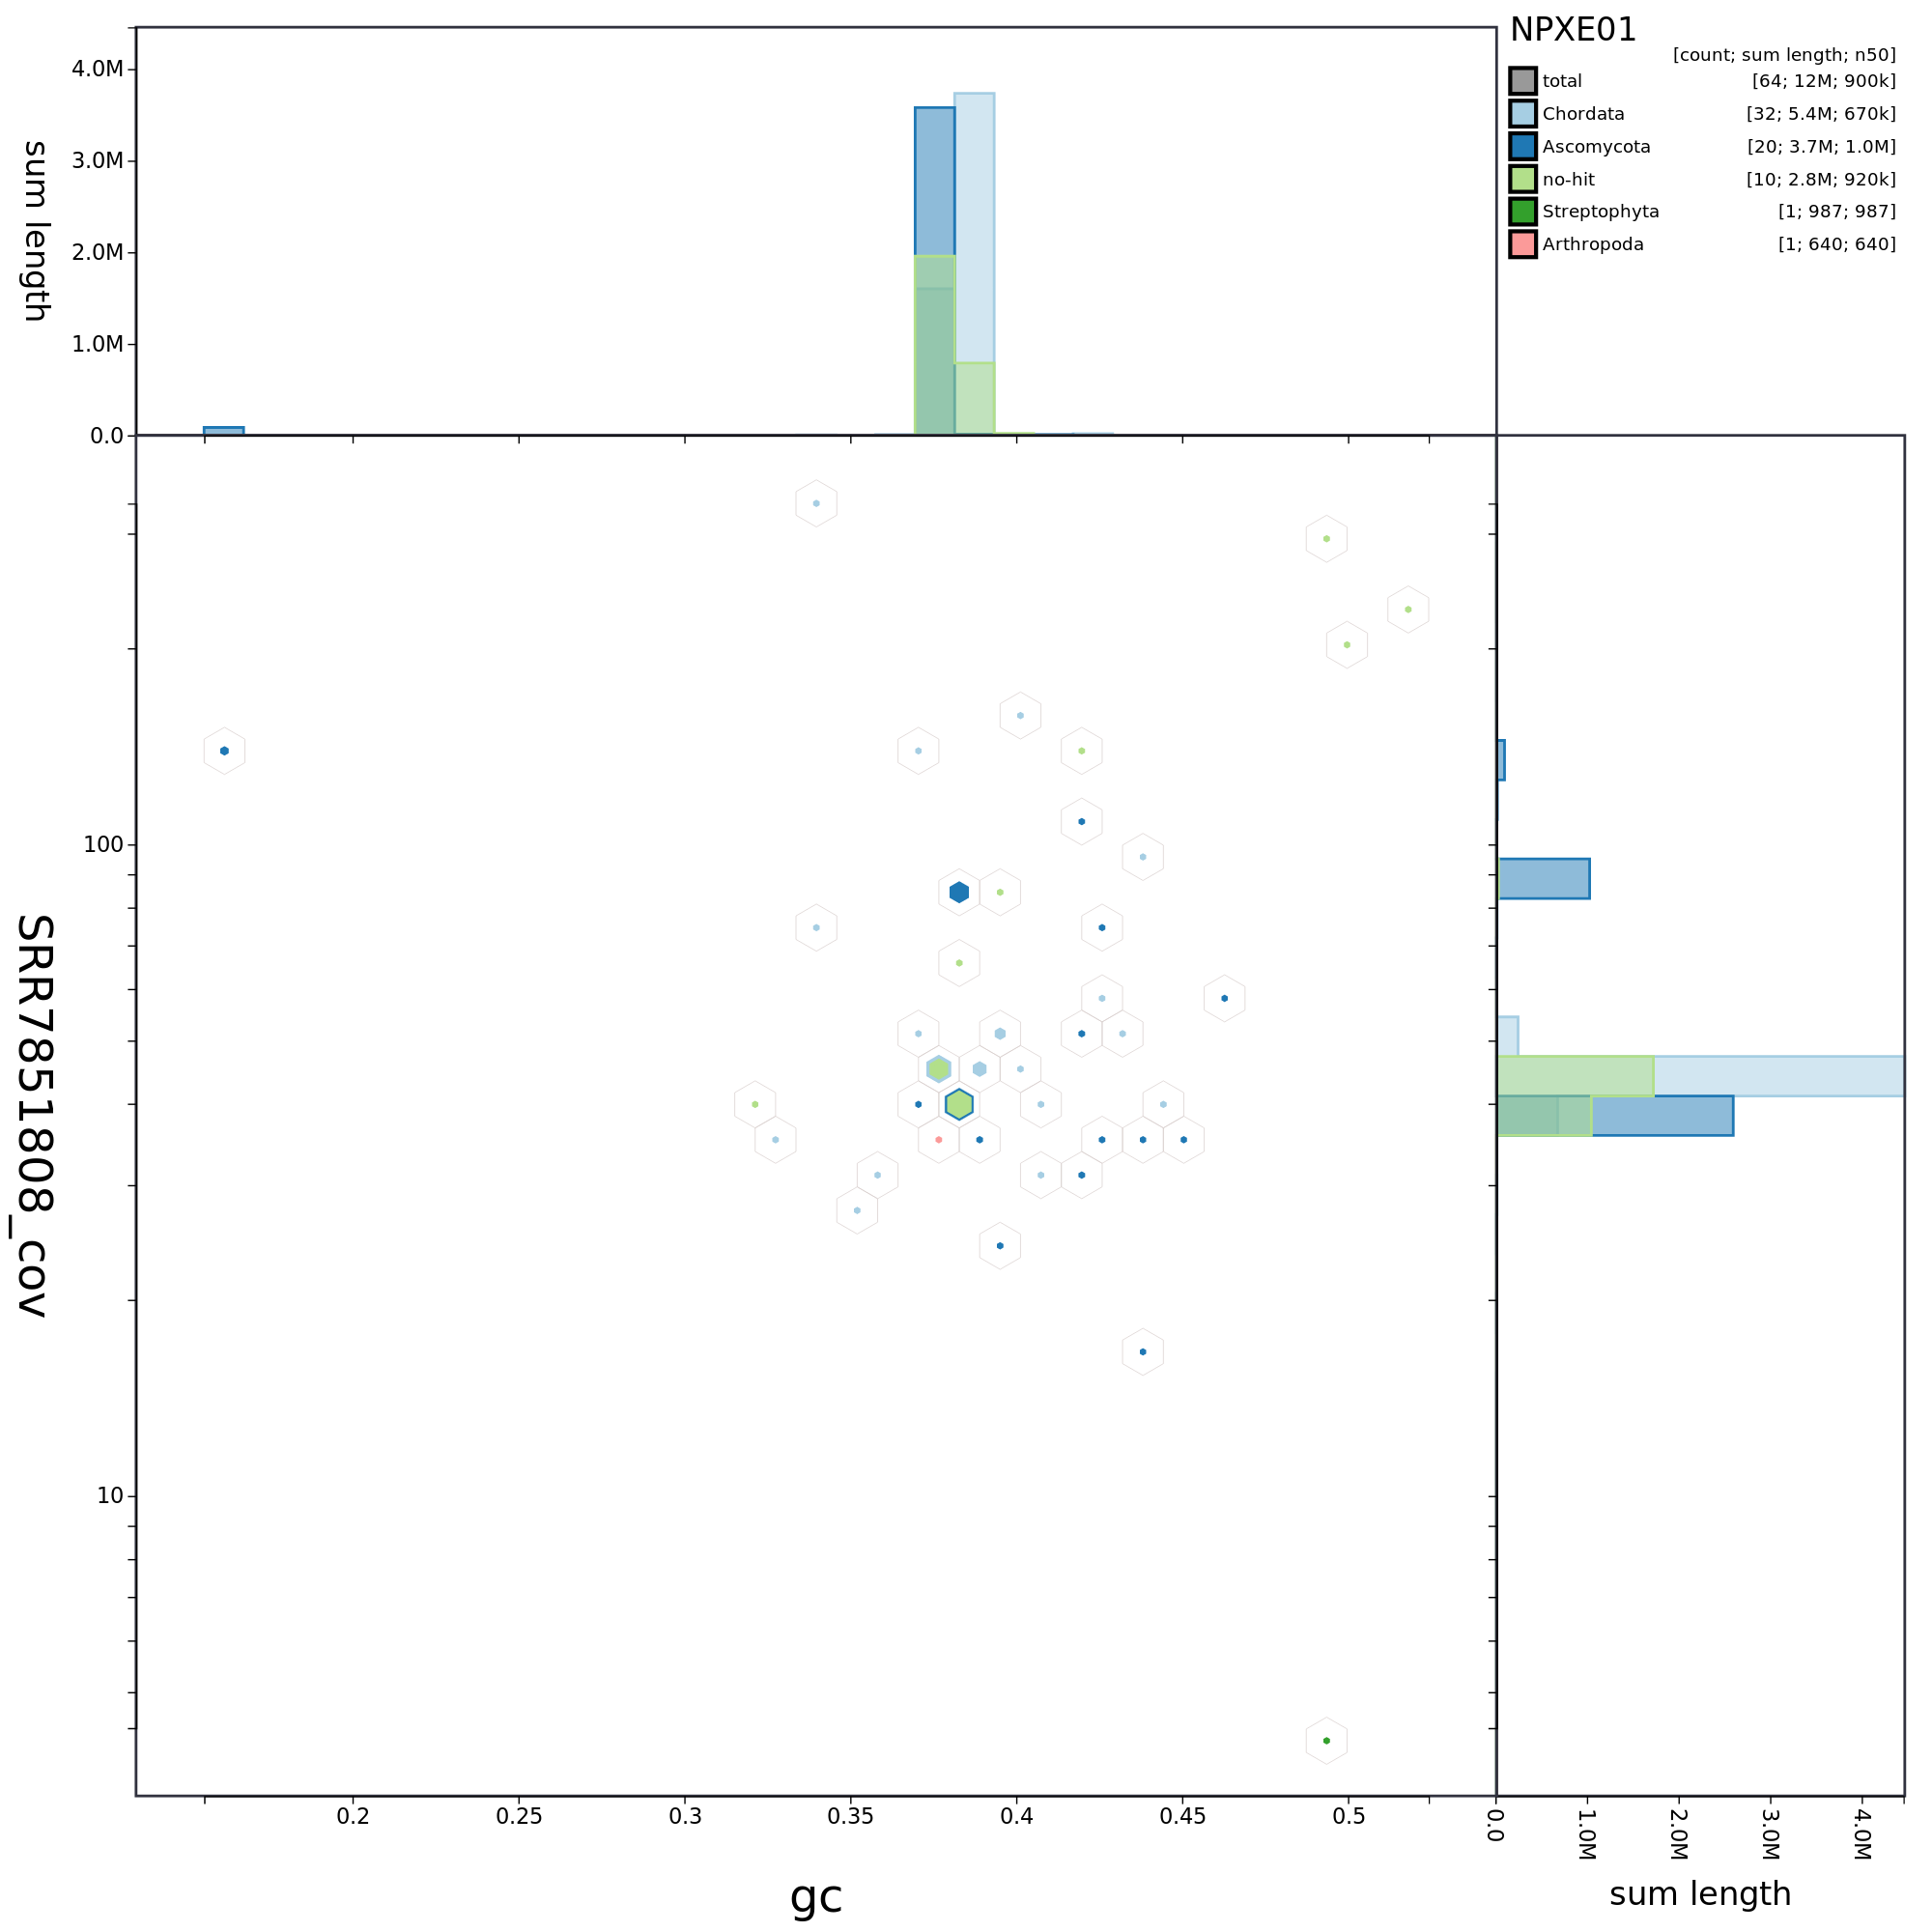 NPXE01
[count; sum length; n50]
total [64; 12M; 900k]
Chordata [32; 5.4M; 670k]
Ascomycota [20; 3.7M; 1.0M]
no-hit [10; 2.8M; 920k]
Streptophyta [1; 987; 987]
Arthropoda [1; 640; 640]
sum length
4.0M
3.0M
2.0M
1.0M
0.0
SRR7851808_cov
100
10
0.2 0.25 0.3 0.35 0.4 0.45 0.5
gc
0.0 1.0M 2.0M 3.0M 4.0M
sum length